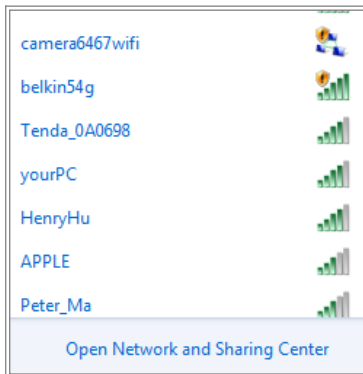 camera6467wifi
belkin54g
Tenda_0A0698
yourPC
HenryHu
APPLE
Peter_Ma
Open Network and Sharing Center